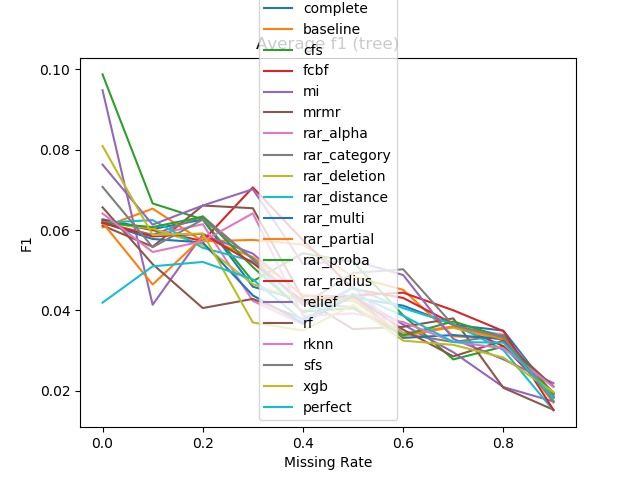 complete
baseline
Average f1 (tree)
cfs
fcbf
mi
mrmr
rar_alpha
rar_category
rar_deletion
rar_distance
rar_multi
rar_partial
rar_proba
rar_radius
relief
rf
rknn
sfs
xgb
perfect
0.10
0.08
0.06
0.04
0.02
F1
0.0 0.2 0.4 0.6 0.8
Missing Rate